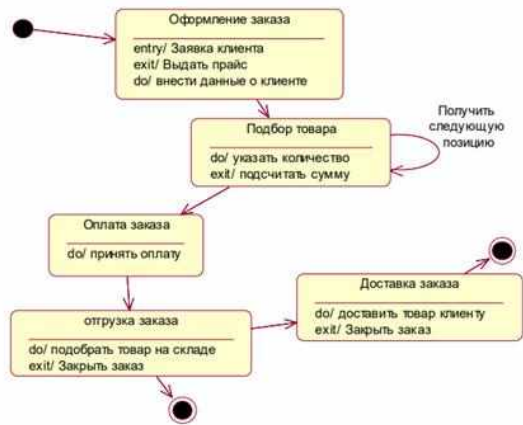 Оформление заказа
entry/ Заявка клиента
exit/ Выдать прайс
do/ внести данные о клиенте
Подбор товара
do/ указать количество
exit/ подсчитать сумму
Получить
следующую
позицию
Оплата заказа
do/ принять оплату
Доставка заказа
do/ доставить товар клиенту
exit/ Закрыть заказ
отгрузка заказа
do/ подобрать товар на складе
exit/ Закрыть заказ